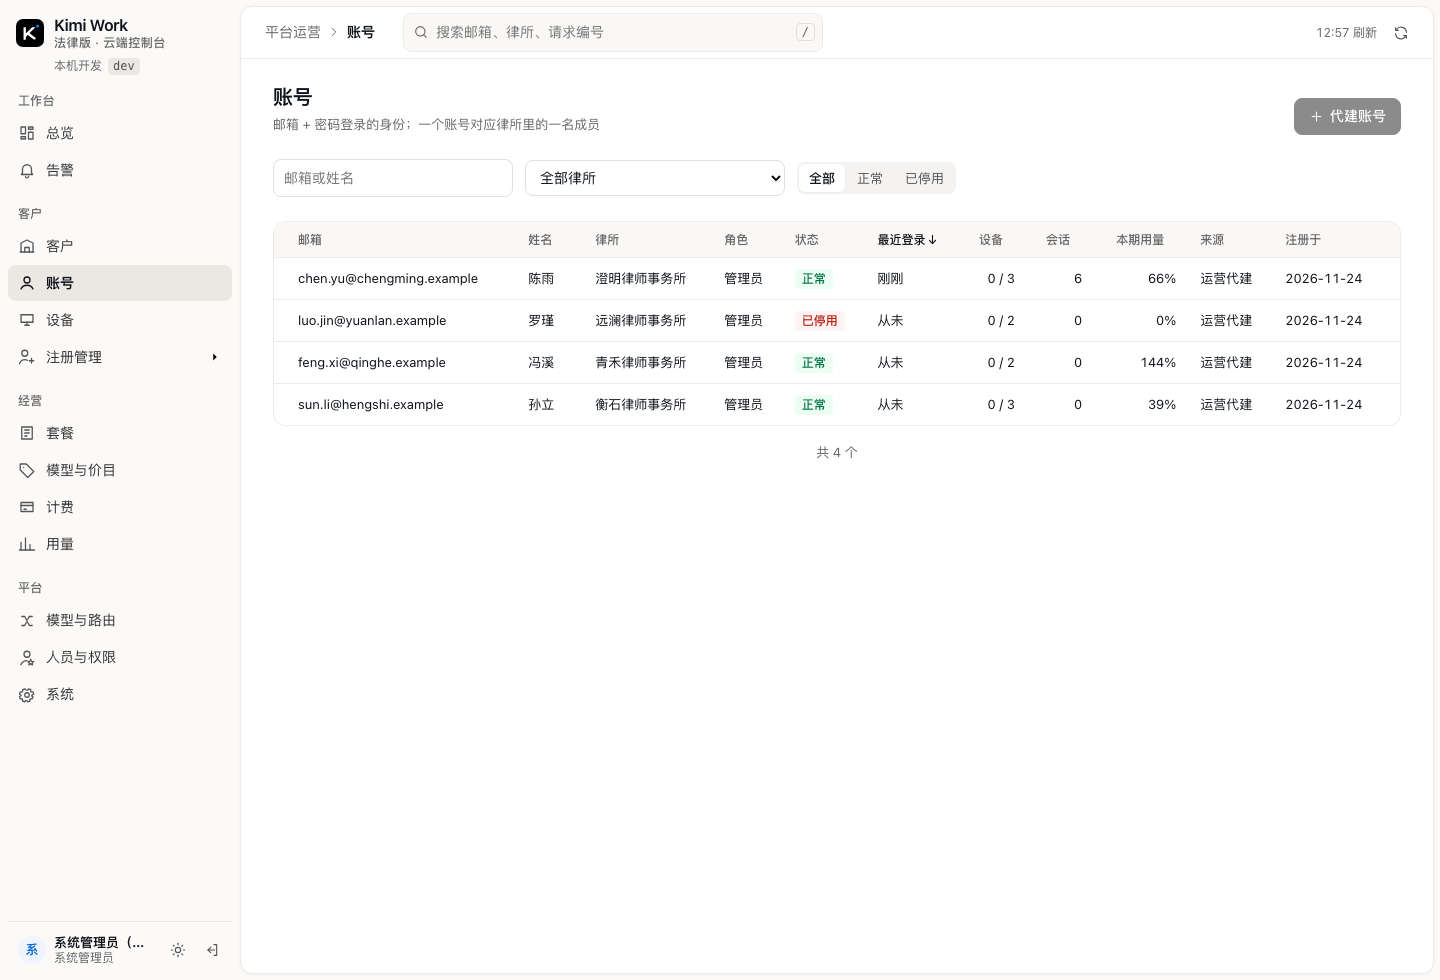 Kimi Work
法律版 · 云端控制台
本机开发 dev
工作台
总览
告警
客户
客户
账号
设备
注册管理
经营
套餐
模型与价目
计费
用量
平台
模型与路由
人员与权限
系统
系 系统管理员（...
系统管理员
平台运营 > 账号 搜索邮箱、律所、请求编号 / 12:57 刷新
账号
邮箱 + 密码登录的身份；一个账号对应律所里的一名成员
+ 代建账号
邮箱或姓名 全部律所 全部 正常 已停用
邮箱 姓名 律所 角色 状态 最近登录↓ 设备 会话 本期用量 来源 注册于
chen.yu@chengming.example 陈雨 澄明律师事务所 管理员 正常 刚刚 0 / 3 6 66% 运营代建 2026-11-24
luo.jin@yuanlan.example 罗瑾 远澜律师事务所 管理员 已停用 从未 0 / 2 0 0% 运营代建 2026-11-24
feng.xi@qinghe.example 冯溪 青禾律师事务所 管理员 正常 从未 0 / 2 0 144% 运营代建 2026-11-24
sun.li@hengshi.example 孙立 衡石律师事务所 管理员 正常 从未 0 / 3 0 39% 运营代建 2026-11-24
共 4 个